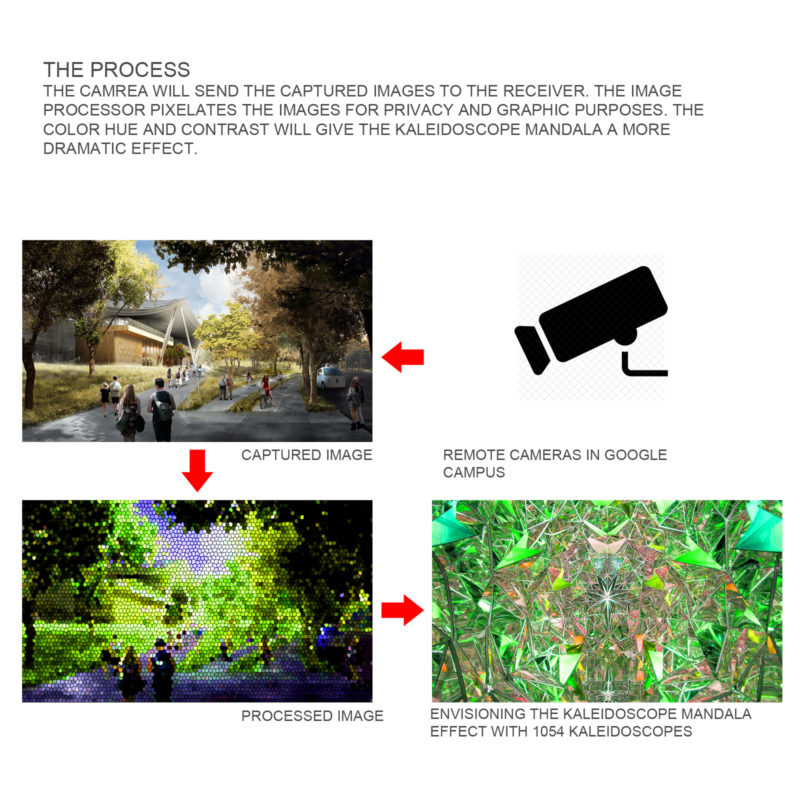 THE PROCESS
THE CAMREA WILL SEND THE CAPTURED IMAGES TO THE RECEIVER. THE IMAGE
PROCESSOR PIXELATES THE IMAGES FOR PRIVACY AND GRAPHIC PURPOSES. THE
COLOR HUE AND CONTRAST WILL GIVE THE KALEIDOSCOPE MANDALA A MORE
DRAMATIC EFFECT.
CAPTURED IMAGE
REMOTE CAMERAS IN GOOGLE
CAMPUS
PROCESSED IMAGE
ENVISIONING THE KALEIDOSCOPE MANDALA
EFFECT WITH 1054 KALEIDOSCOPES